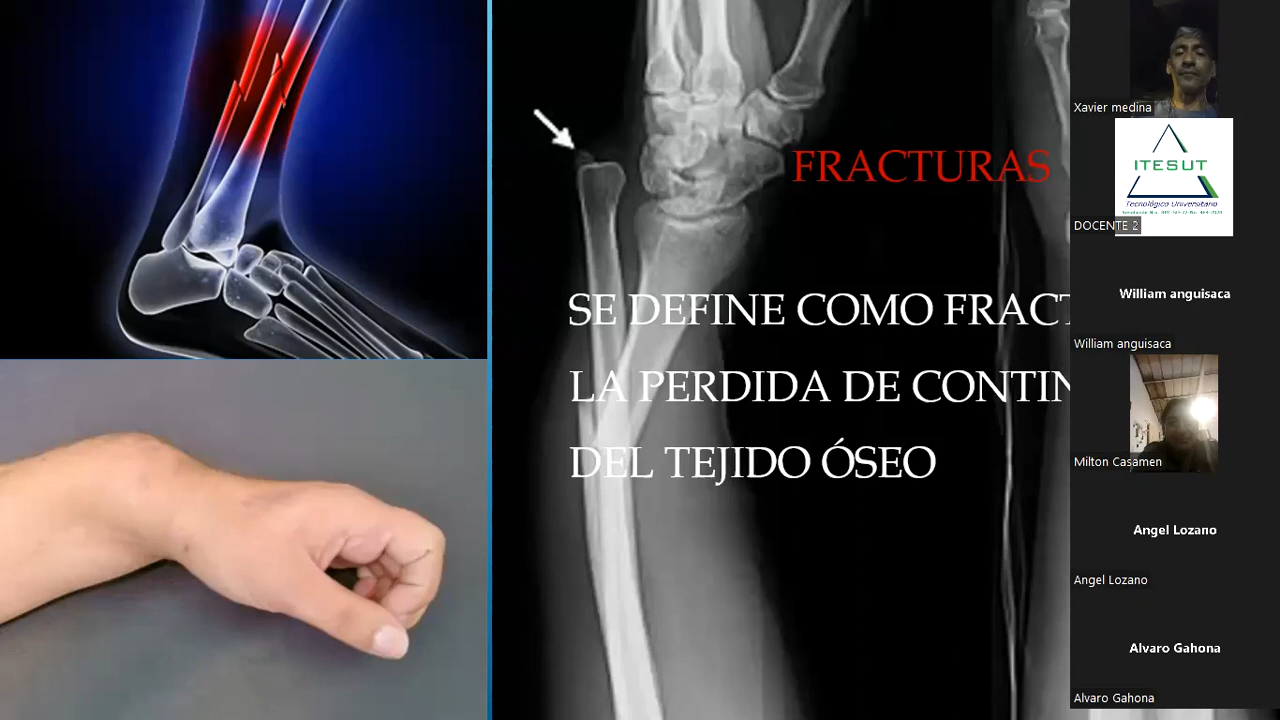 FRACTURAS
SE DEFINE COMO FRACT
LA PERDIDA DE CONTIN
DEL TEJIDO ÓSEO
Xavier medina
ITESUT
Tecnológico Universitario
DOCENTE 2
William anguisaca
William anguisaca
Milton Casamen
Angel Lozano
Angel Lozano
Alvaro Gahona
Alvaro Gahona